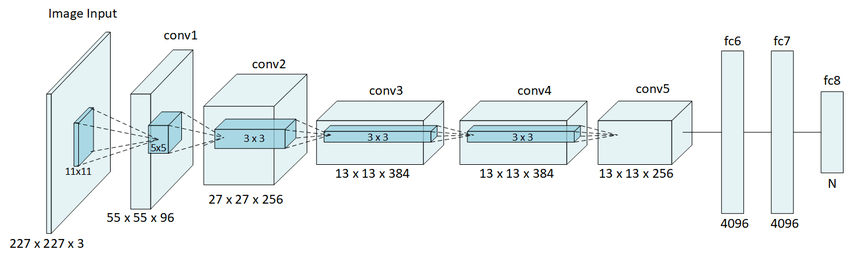 Image Input
conv1
conv2
conv3
conv4
conv5
fc6
fc7
fc8
11x11
5x5
3 x 3
3 x 3
3 x 3
227 x 227 x 3
55 x 55 x 96
27 x 27 x 256
13 x 13 x 384
13 x 13 x 384
13 x 13 x 256
4096
4096
N